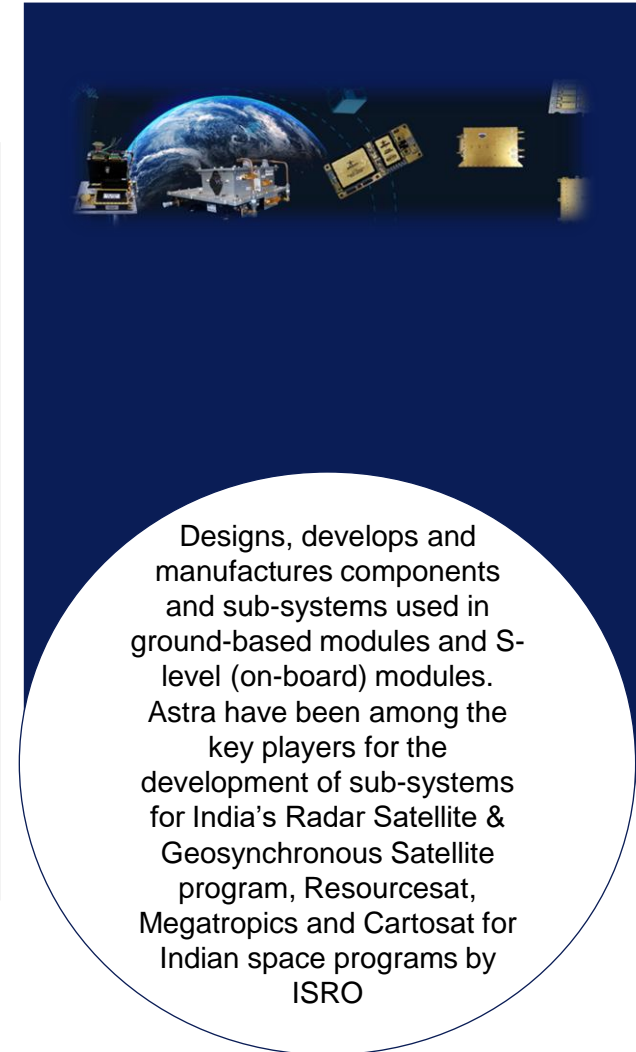 Designs, develops and
manufactures components
and sub-systems used in
ground-based modules and S-
level (on-board) modules.
Astra have been among the
key players for the
development of sub-systems
for India’s Radar Satellite &
Geosynchronous Satellite
program, Resourcesat,
Megatropics and Cartosat for
Indian space programs by
ISRO